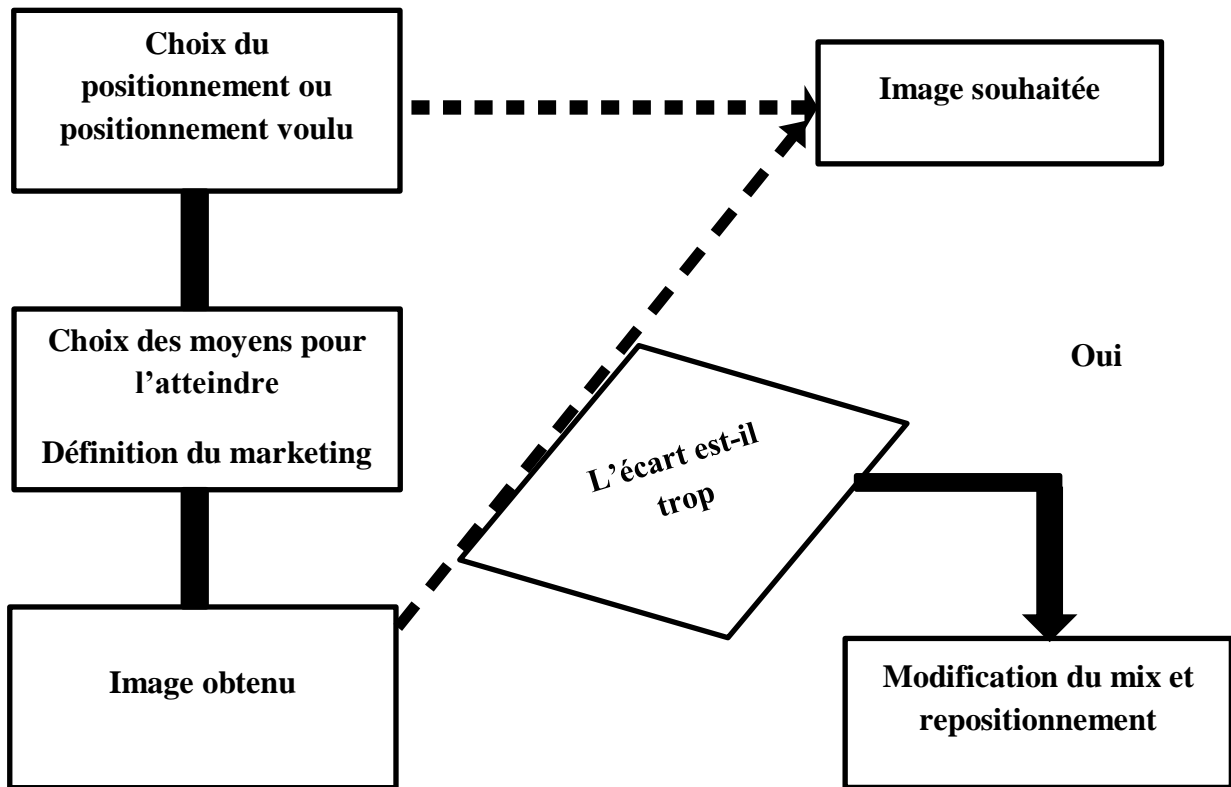 Choix du
positionnement ou
positionnement voulu
Image souhaitée
Choix des moyens pour
l’atteindre
Définition du marketing
Oui
L’écart est-il
trop
Image obtenu
Modification du mix et
repositionnement